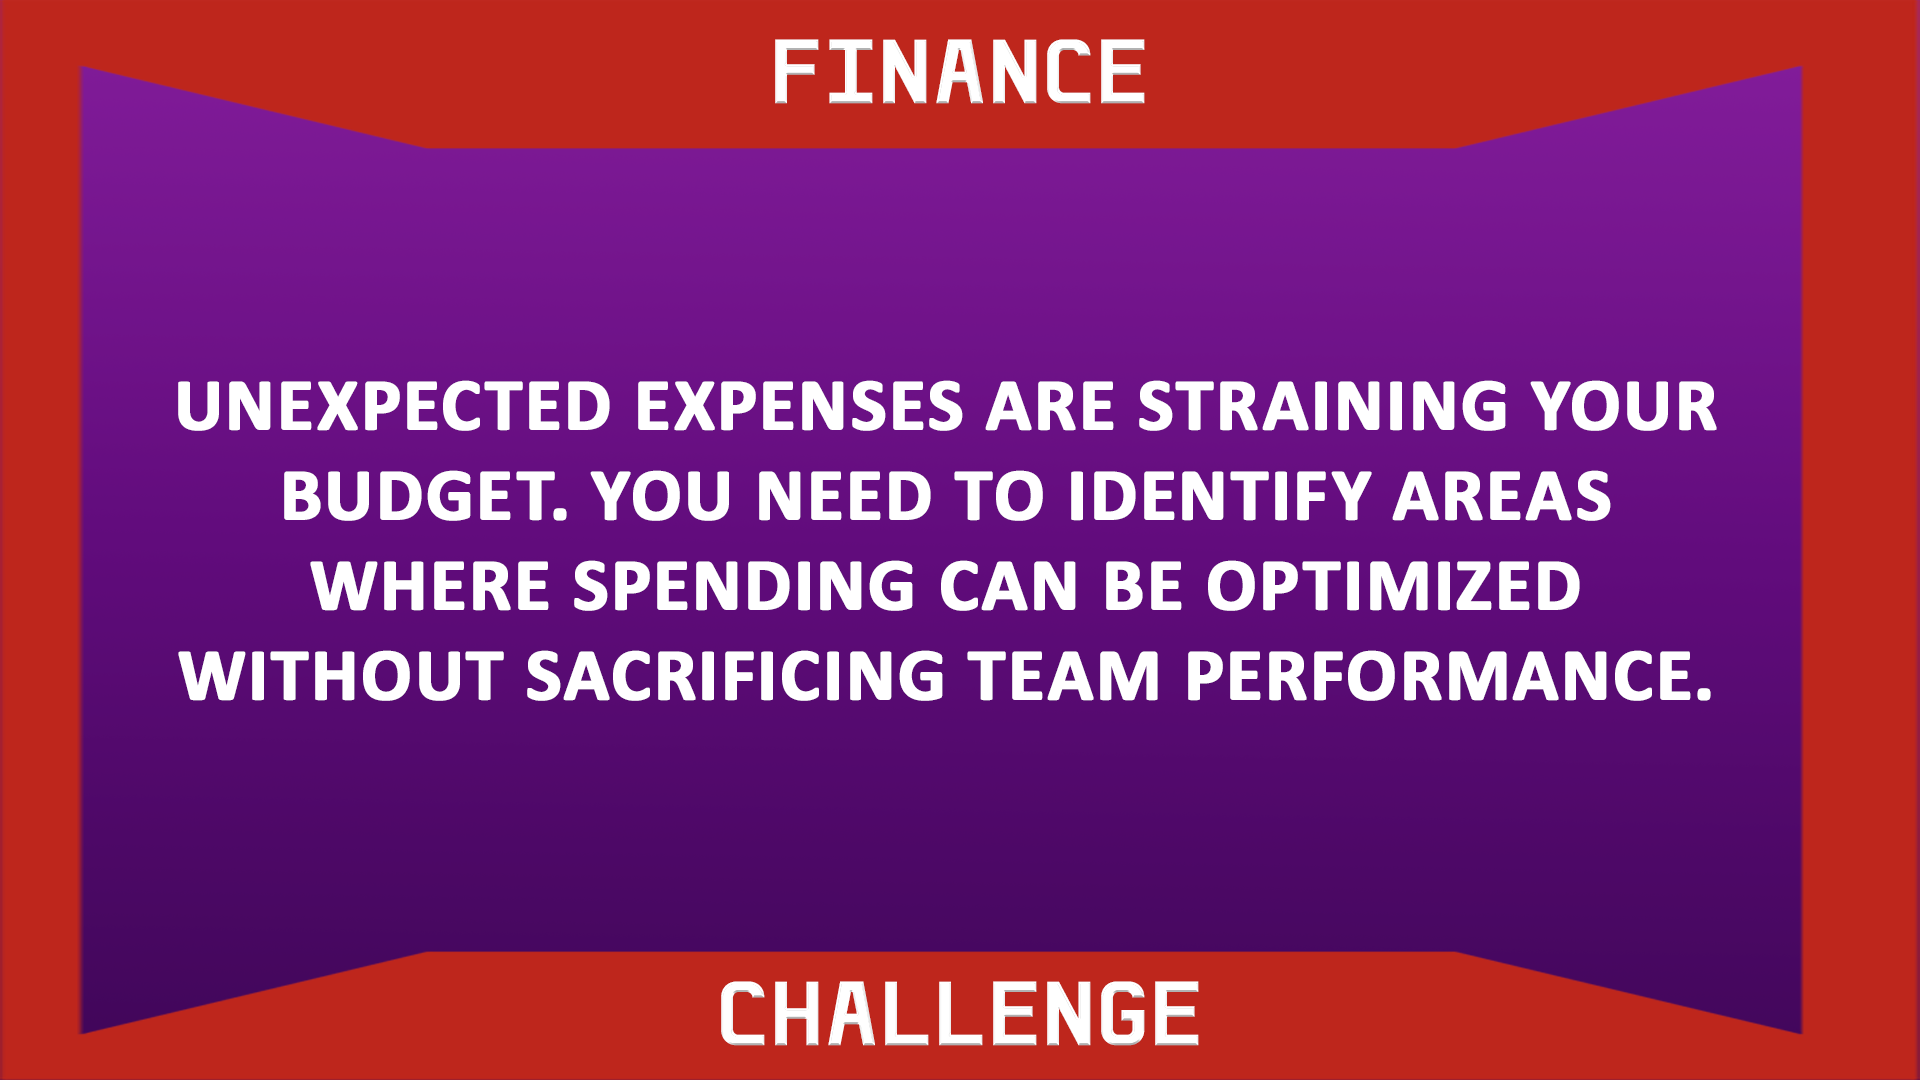 FINANCE
UNEXPECTED EXPENSES ARE STRAINING YOUR
BUDGET. YOU NEED TO IDENTIFY AREAS
WHERE SPENDING CAN BE OPTIMIZED
WITHOUT SACRIFICING TEAM PERFORMANCE.
CHALLENGE